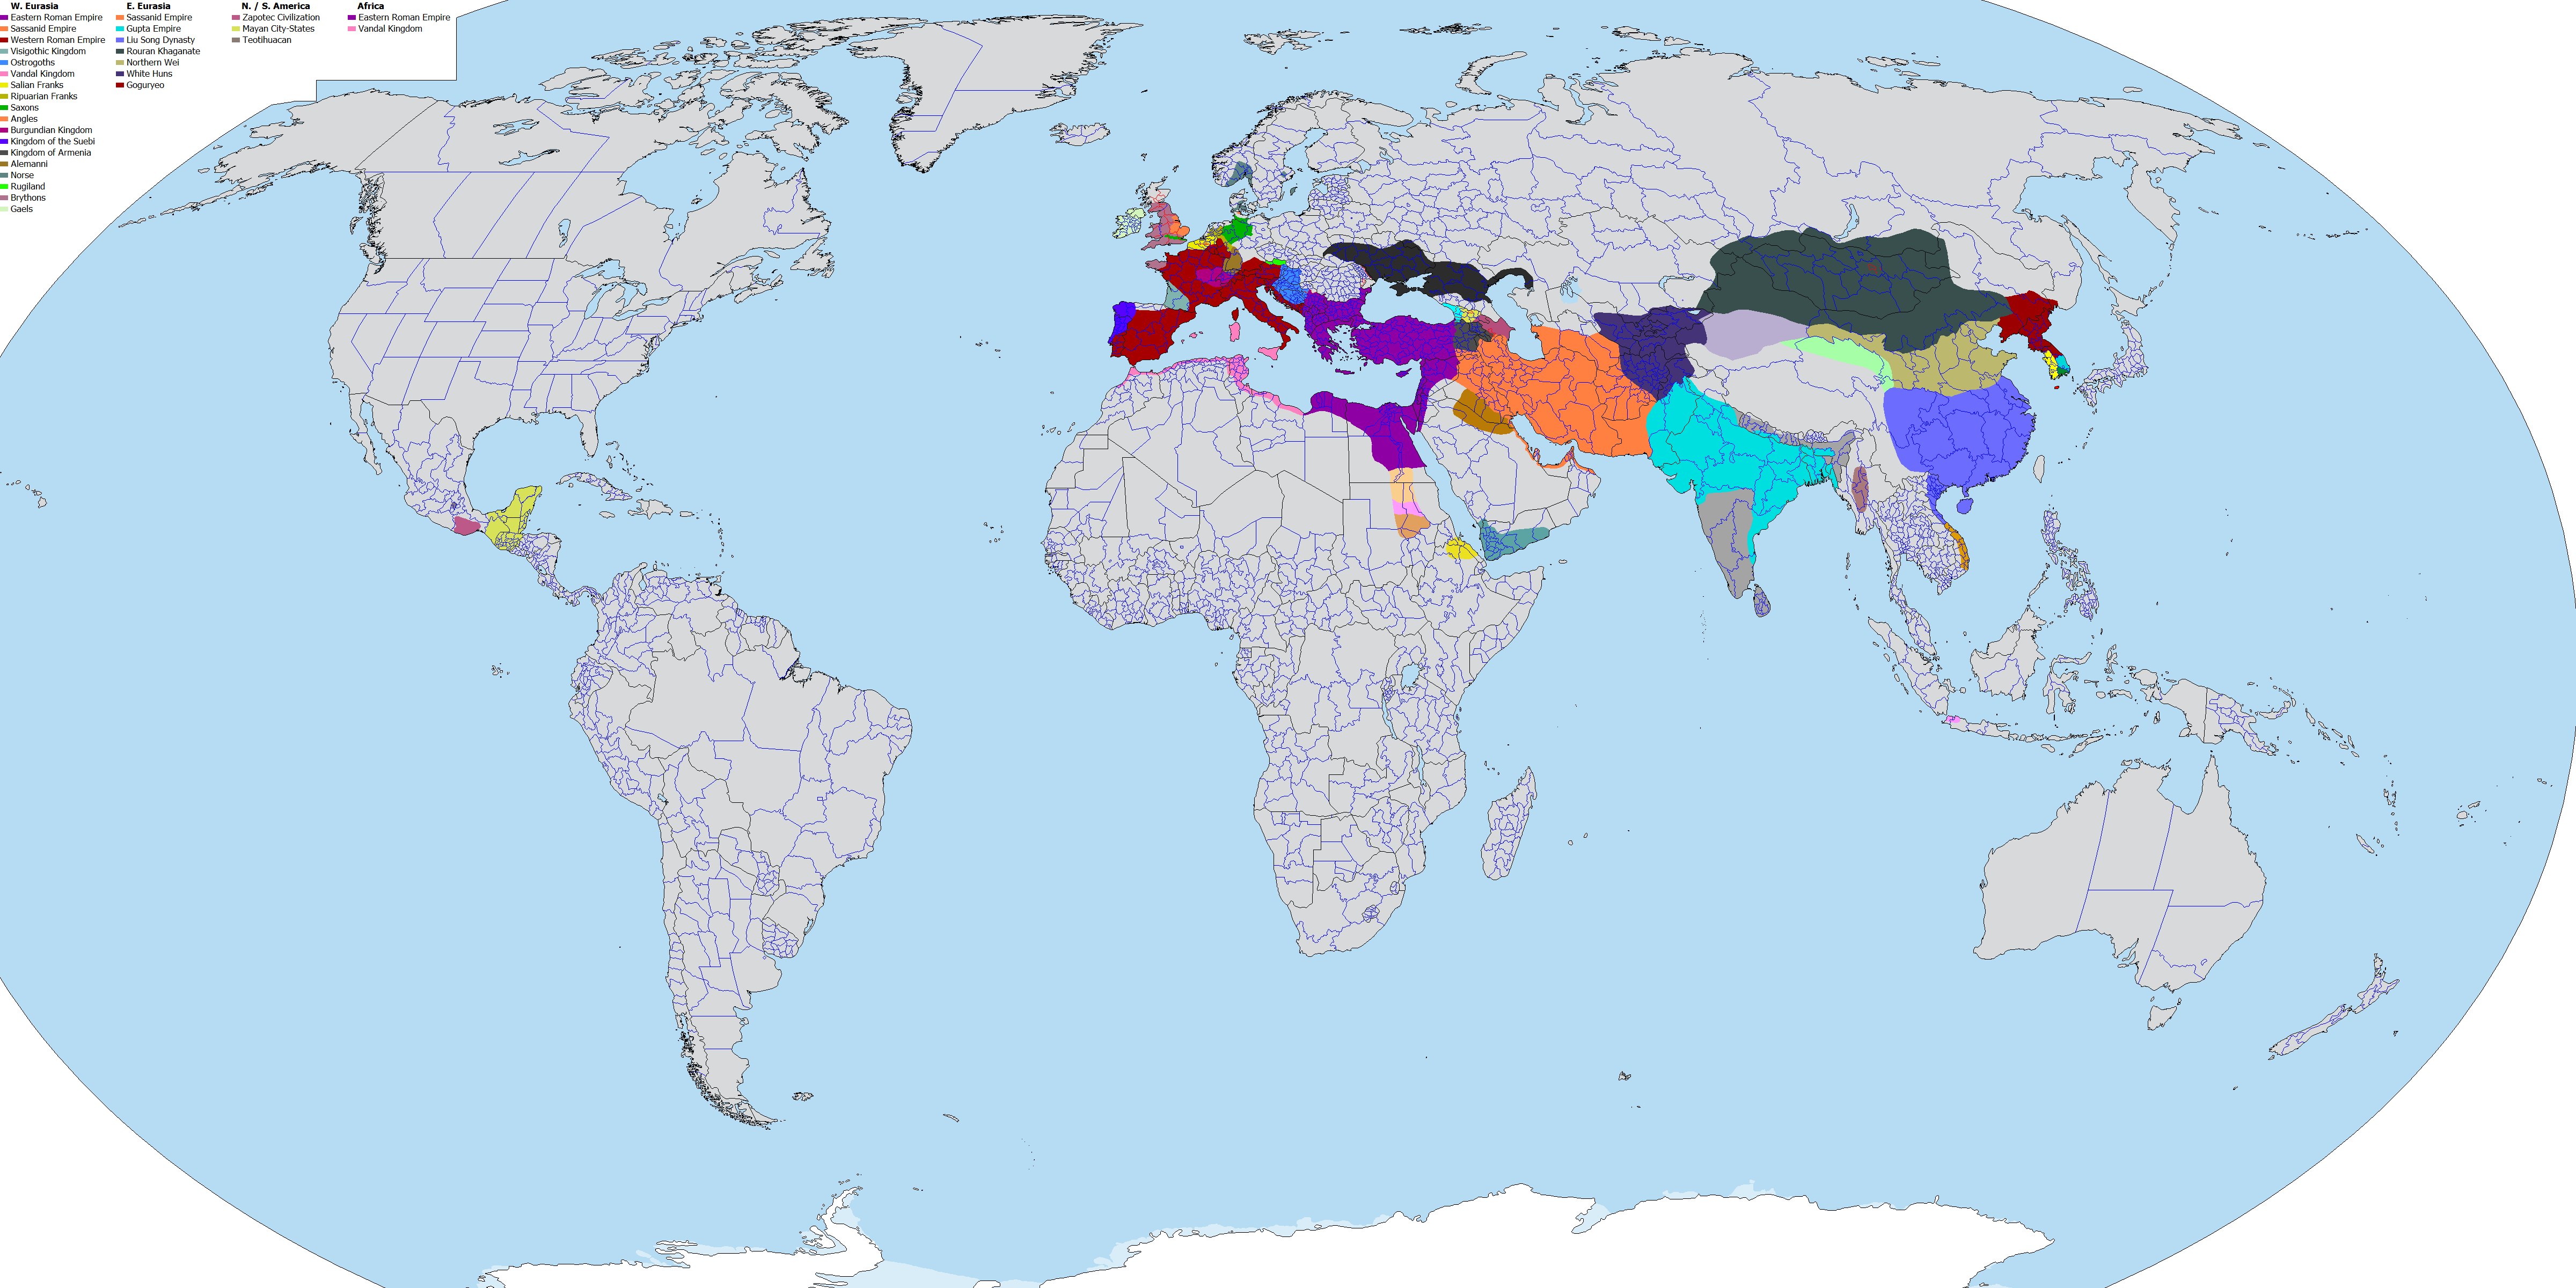 W. Eurasia
Eastern Roman Empire
Sassanid Empire
Western Roman Empire
Visigothic Kingdom
Ostrogoths
Vandal Kingdom
Salian Franks
Ripuarian Franks
Saxons
Angles
Burgundian Kingdom
Kingdom of the Suebi
Kingdom of Armenia
Alemanni
Norse
Rugiland
Brythons
Gaels
E. Eurasia
Sassanid Empire
Gupta Empire
Liu Song Dynasty
Rouran Khaganate
Northern Wei
White Huns
Goguryeo
N. / S. America
Zapotec Civilization
Mayan City-States
Teotihuacan
Africa
Eastern Roman Empire
Vandal Kingdom